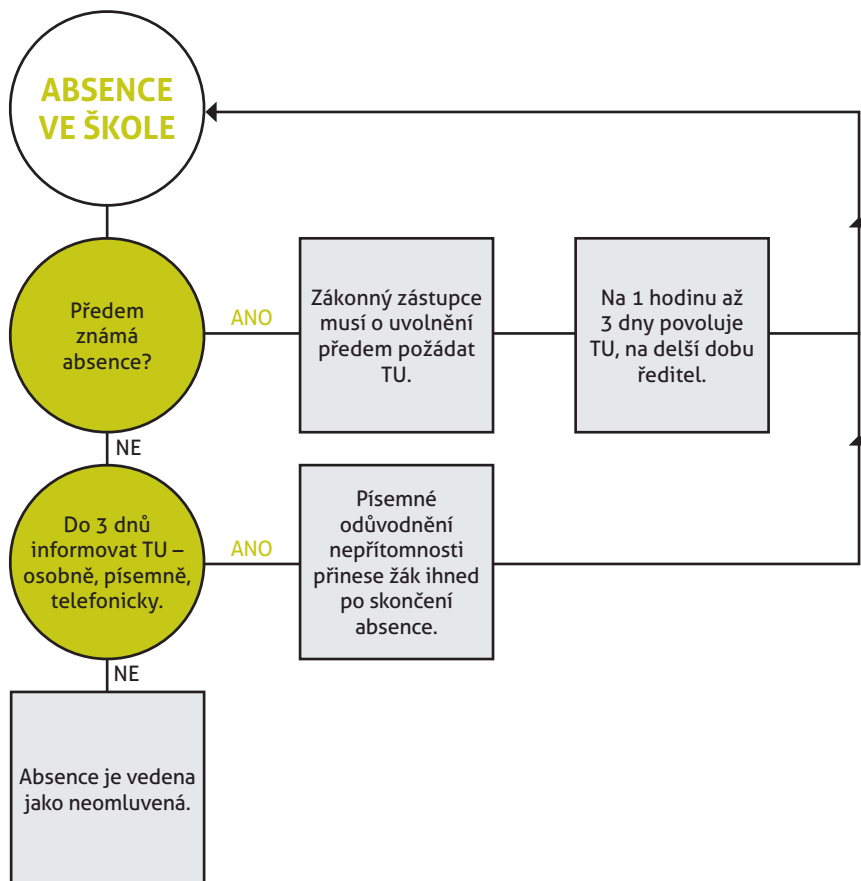 ABSENCE
VE ŠKOLE
Předem
známá
absence?
ANO
Zákonný zástupce
musí o uvolnění
předem požádat
TU.
Na 1 hodinu až
3 dny povoluje
TU, na delší dobu
ředitel.
NE
Do 3 dnů
informovat TU –
osobně, písemně,
telefonicky.
ANO
Písemné
odůvodnění
nepřítomnosti
přinese žák ihned
po skončení
absence.
NE
Absence je vedena
jako neomluvená.